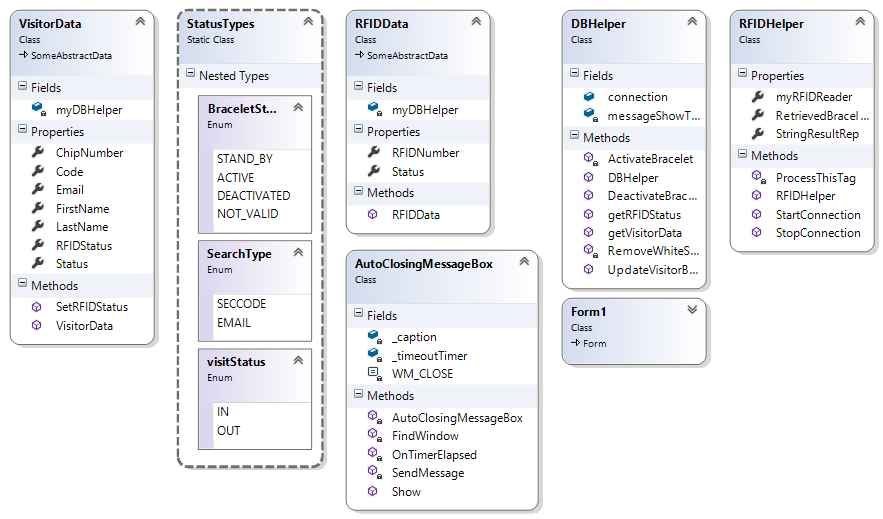 VisitorData
Class
SomeAbstractData
Fields
myDBHelper
Properties
ChipNumber
Code
Email
FirstName
LastName
RFIDStatus
Status
Methods
SetRFIDStatus
VisitorData
StatusTypes
Static Class
Nested Types
BraceletSt...
Enum
STAND_BY
ACTIVE
DEACTIVATED
NOT_VALID
SearchType
Enum
SECCODE
EMAIL
visitStatus
Enum
IN
OUT
RFIDData
Class
SomeAbstractData
Fields
myDBHelper
Properties
RFIDNumber
Status
Methods
RFIDData
AutoClosingMessageBox
Class
Fields
_caption
_timeoutTimer
WM_CLOSE
Methods
AutoClosingMessageBox
FindWindow
OnTimerElapsed
SendMessage
Show
DBHelper
Class
Fields
connection
messageShowT...
Methods
ActivateBracelet
DBHelper
DeactivateBrac...
getRFIDStatus
getVisitorData
RemoveWhiteS...
UpdateVisitorB...
Form1
Class
Form
RFIDHelper
Class
Properties
myRFIDReader
RetrievedBracel...
StringResultRep
Methods
ProcessThisTag
RFIDHelper
StartConnection
StopConnection